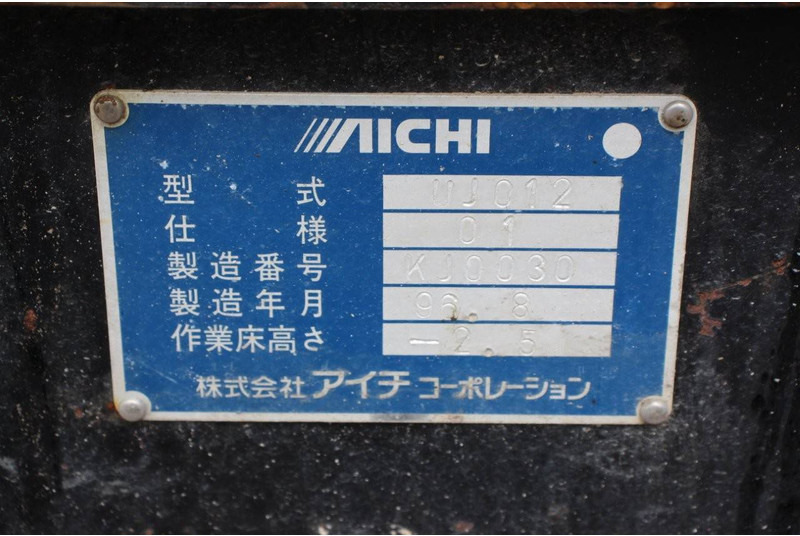 AICHI
型式 WJC12
仕様 01
製造番号 KJ0030
製造年月 96.8
作業床高さ -2.5
株式会社アイチコーポレーション